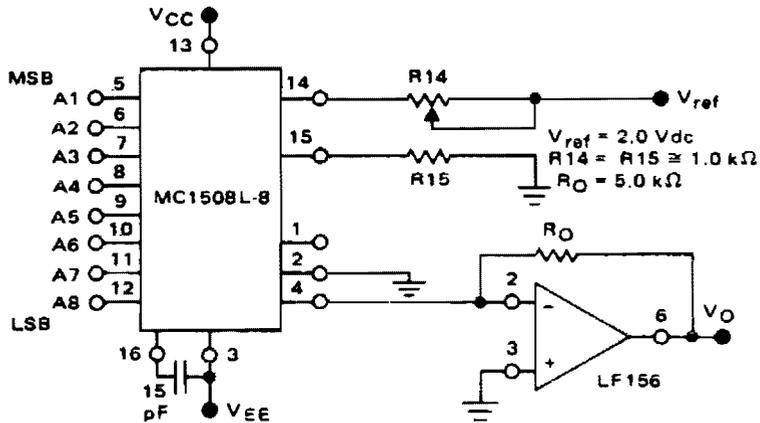 VCC
13
MSB
A1 5
A2 6
A3 7
A4 8
A5 9
A6 10
A7 11
A8 12
LSB
MC1508L-8
14
R14
Vref
15
R15
Vref = 2.0 Vdc
R14 = R15 ≅ 1.0 kΩ
RO = 5.0 kΩ
1
2
4
RO
2
−
3
+
6
VO
LF156
16
3
15
pF
VEE